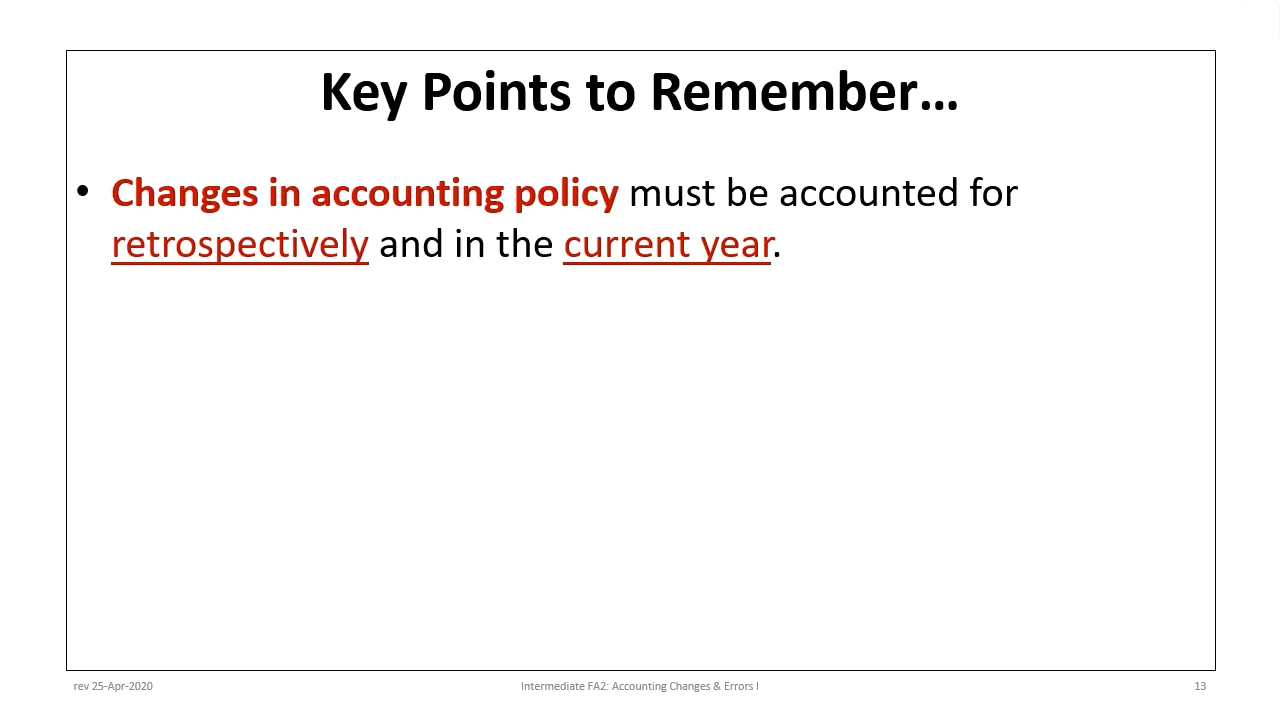 Key Points to Remember…
• Changes in accounting policy must be accounted for
retrospectively and in the current year.
rev 25-Apr-2020
Intermediate FA2: Accounting Changes & Errors I
13